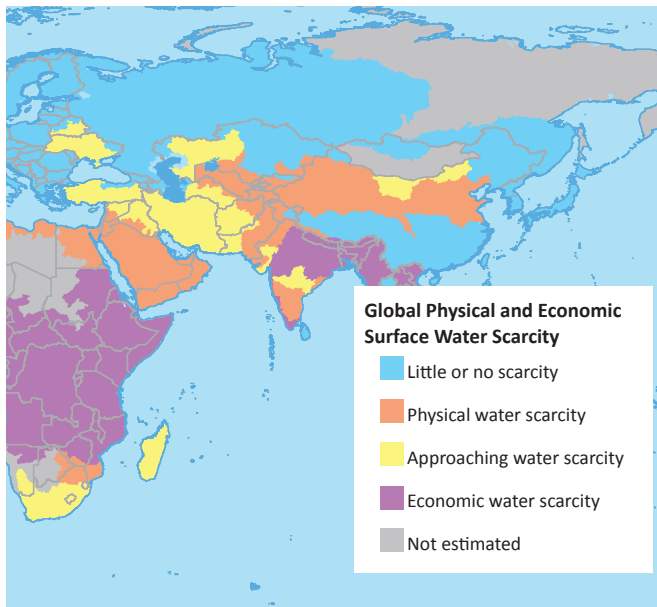 Global Physical and Economic
Surface Water Scarcity
Little or no scarcity
Physical water scarcity
Approaching water scarcity
Economic water scarcity
Not estimated